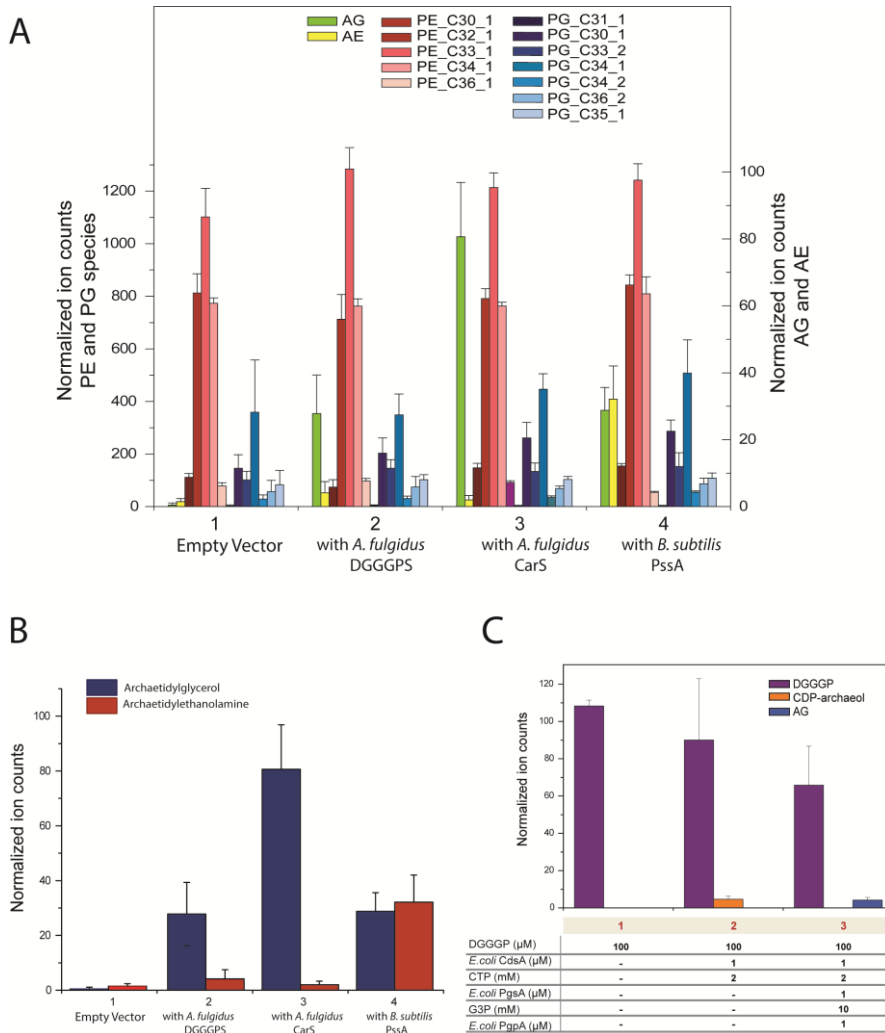 A
AG
AE
PE_C30_1
PE_C32_1
PE_C33_1
PE_C34_1
PE_C36_1
PG_C31_1
PG_C30_1
PG_C33_2
PG_C34_1
PG_C34_2
PG_C36_2
PG_C35_1
Normalized ion counts
PE and PG species
1200
1000
800
600
400
200
0
100
80
60
40
20
0
Normalized ion counts
AG and AE
1 2 3 4
Empty Vector with A. fulgidus with A. fulgidus with B. subtilis
DGGGPS CarS PssA
B
Archaetidylglycerol
Archaetidylethanolamine
Normalized ion counts
100
80
60
40
20
0
1 2 3 4
Empty Vector with A. fulgidus with A. fulgidus with B. subtilis
DGGGPS CarS PssA
C
DGGGP
CDP-archaeol
AG
Normalized ion counts
120
100
80
60
40
20
0
1 2 3
DGGGP (µM) 100 100 100
E.coli CdsA (µM) - 1 1
CTP (mM) - 2 2
E.coli PgsA (µM) - - 1
G3P (mM) - - 10
E.coli PgpA (µM) - - 1